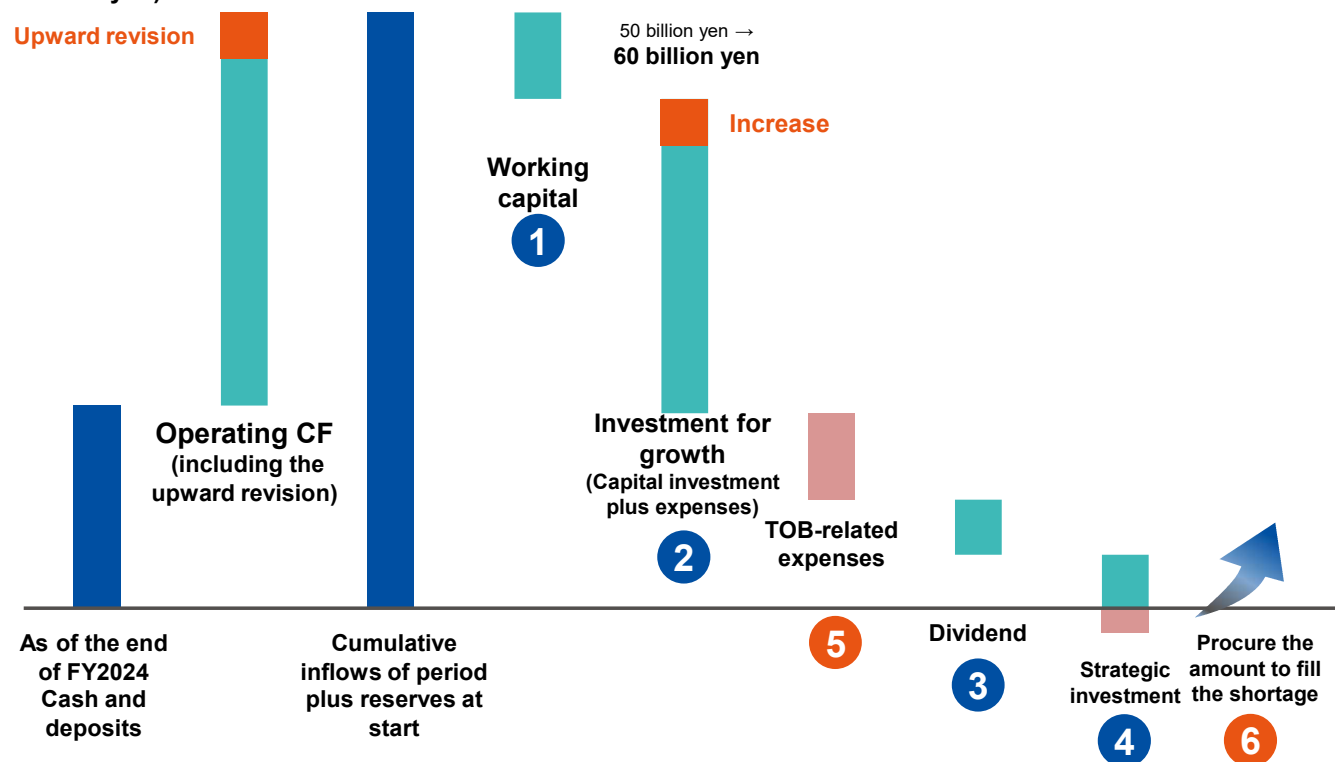 Upward revision
50 billion yen →
60 billion yen
Increase
Working
capital
1
Operating CF
(including the
upward revision)
Investment for
growth
(Capital investment
plus expenses)
2
TOB-related
expenses
5
As of the end
of FY2024
Cash and
deposits
Cumulative
inflows of period
plus reserves at
start
Dividend
3
Strategic
investment
4
Procure the
amount to fill
the shortage
6